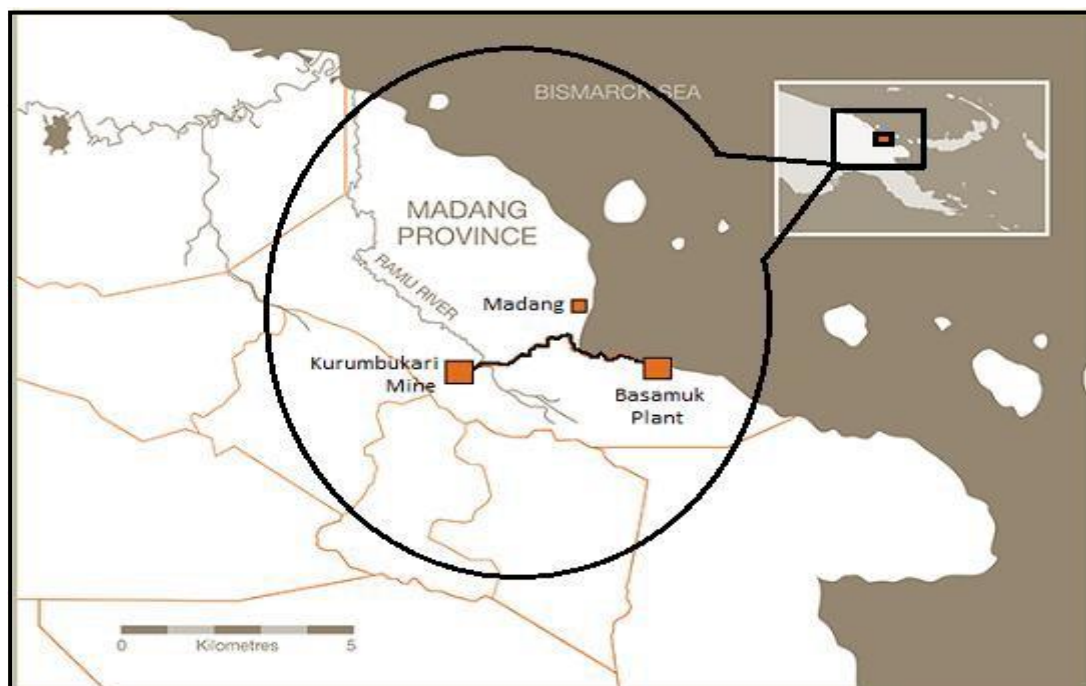 BISMARCK SEA
MADANG
PROVINCE
RAMU RIVER
Madang
Kurumbukari
Mine
Basamuk
Plant
0 Kilometres 5